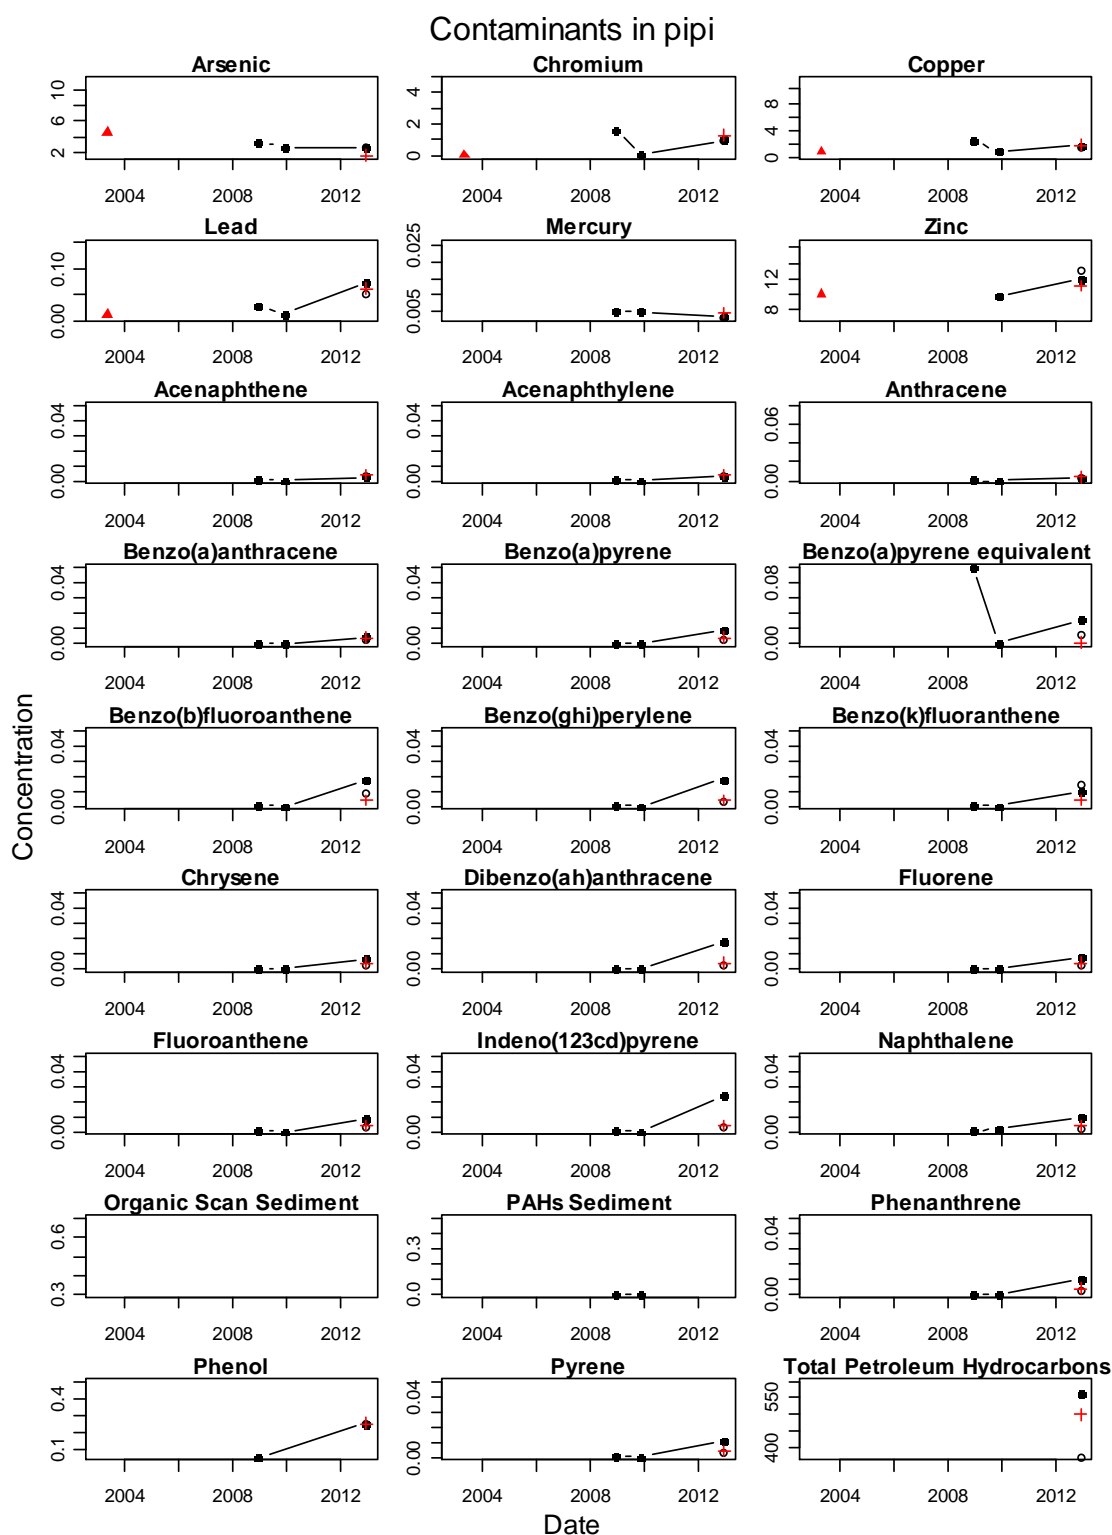 Contaminants in pipi
Arsenic Chromium Copper
2 6 10 0 2 4 0 4 8
2004 2008 2012 2004 2008 2012 2004 2008 2012
Lead Mercury Zinc
0.00 0.10 0.005 0.025 8 12
2004 2008 2012 2004 2008 2012 2004 2008 2012
Acenaphthene Acenaphthylene Anthracene
0.00 0.04 0.00 0.04 0.00 0.06
2004 2008 2012 2004 2008 2012 2004 2008 2012
Benzo(a)anthracene Benzo(a)pyrene Benzo(a)pyrene equivalent
0.00 0.04 0.00 0.04 0.00 0.08
2004 2008 2012 2004 2008 2012 2004 2008 2012
Concentration
Benzo(b)fluoroanthene Benzo(ghi)perylene Benzo(k)fluoranthene
0.00 0.04 0.00 0.04 0.00 0.04
2004 2008 2012 2004 2008 2012 2004 2008 2012
Chrysene Dibenzo(ah)anthracene Fluorene
0.00 0.04 0.00 0.04 0.00 0.04
2004 2008 2012 2004 2008 2012 2004 2008 2012
Fluoroanthene Indeno(123cd)pyrene Naphthalene
0.00 0.04 0.00 0.04 0.00 0.04
2004 2008 2012 2004 2008 2012 2004 2008 2012
Organic Scan Sediment PAHs Sediment Phenanthrene
0.3 0.6 0.0 0.3 0.00 0.04
2004 2008 2012 2004 2008 2012 2004 2008 2012
Phenol Pyrene Total Petroleum Hydrocarbons
0.1 0.4 0.00 0.04 400 550
2004 2008 2012 2004 2008 2012 2004 2008 2012
Date